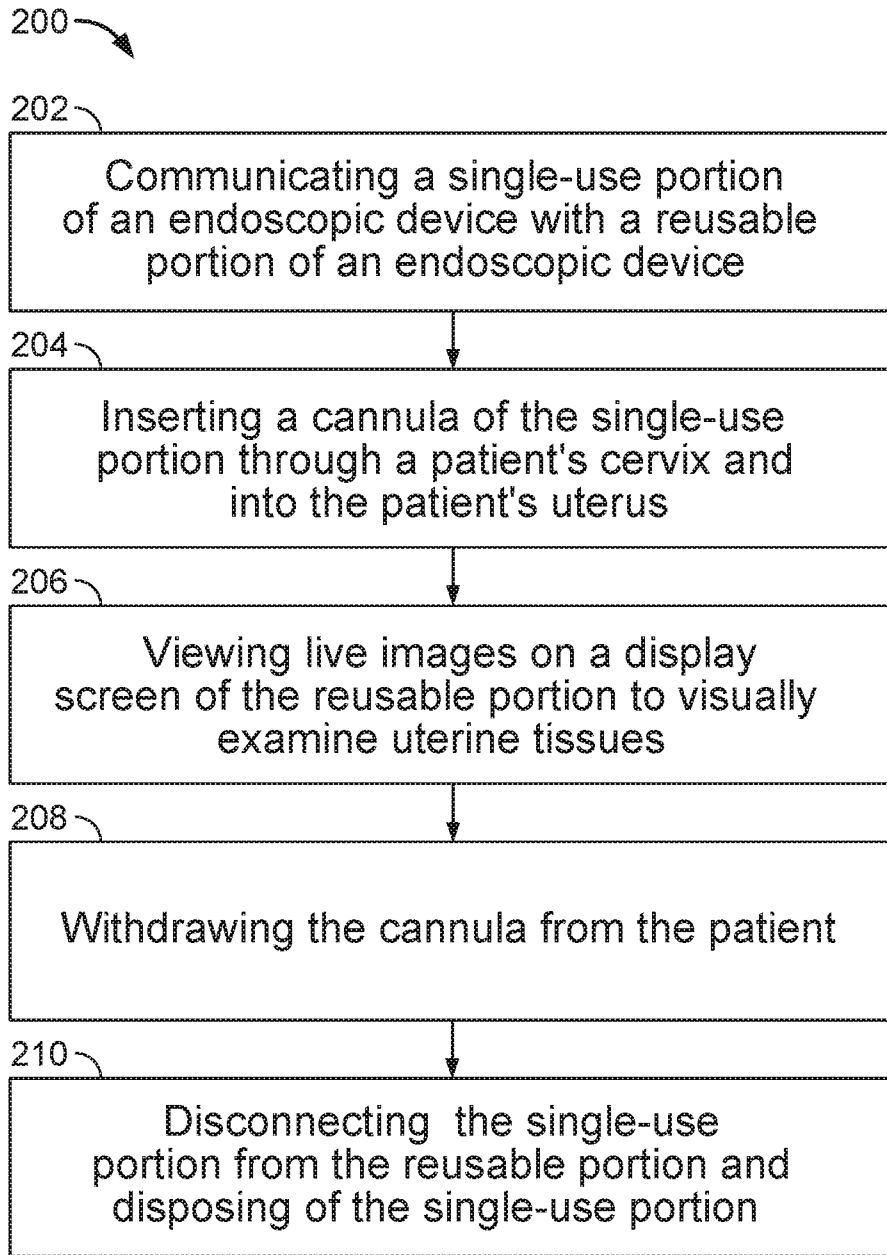 200
202
Communicating a single-use portion
of an endoscopic device with a reusable
portion of an endoscopic device
204
Inserting a cannula of the single-use
portion through a patient's cervix and
into the patient's uterus
206
Viewing live images on a display
screen of the reusable portion to visually
examine uterine tissues
208
Withdrawing the cannula from the patient
210
Disconnecting the single-use
portion from the reusable portion and
disposing of the single-use portion